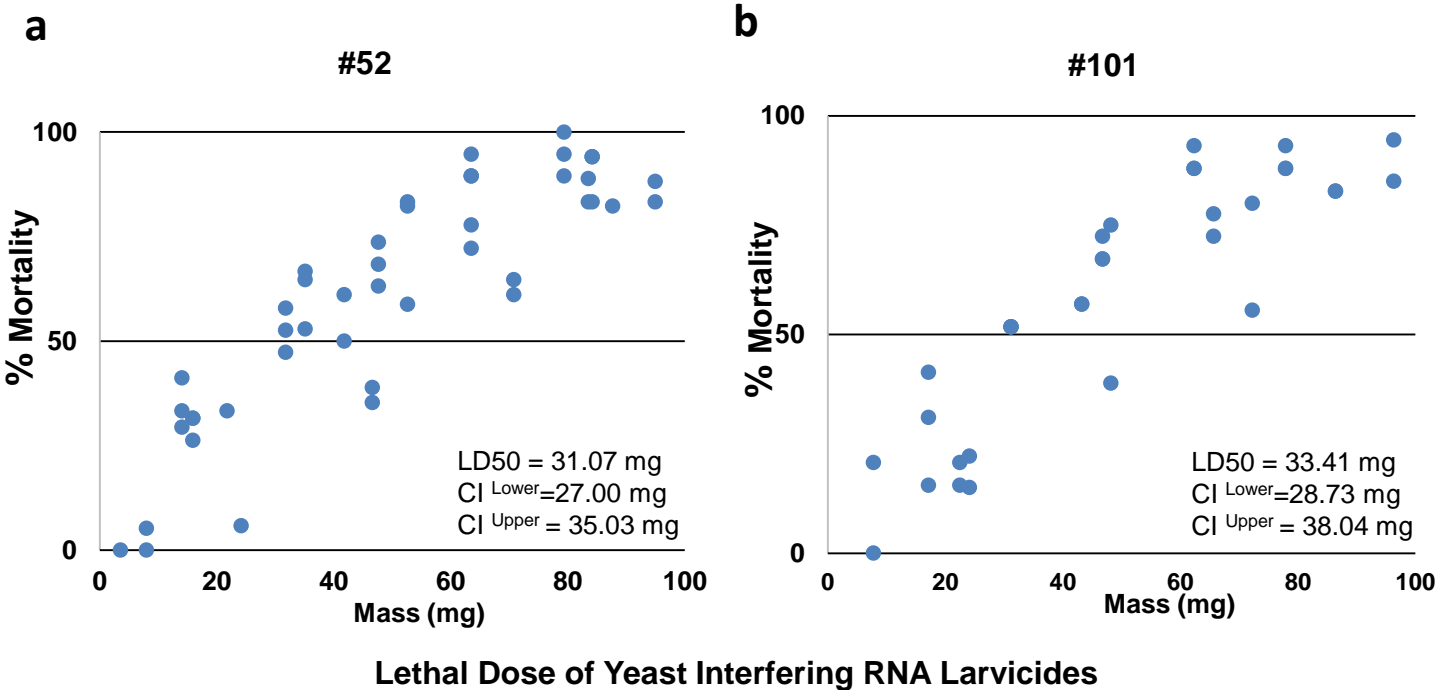 a
#52
100
50
0
% Mortality
0 20 40 60 80 100
Mass (mg)
LD50 = 31.07 mg
CI Lower=27.00 mg
CI Upper = 35.03 mg
b
#101
100
50
0
% Mortality
0 20 40 60 80 100
Mass (mg)
LD50 = 33.41 mg
CI Lower=28.73 mg
CI Upper = 38.04 mg
Lethal Dose of Yeast Interfering RNA Larvicides